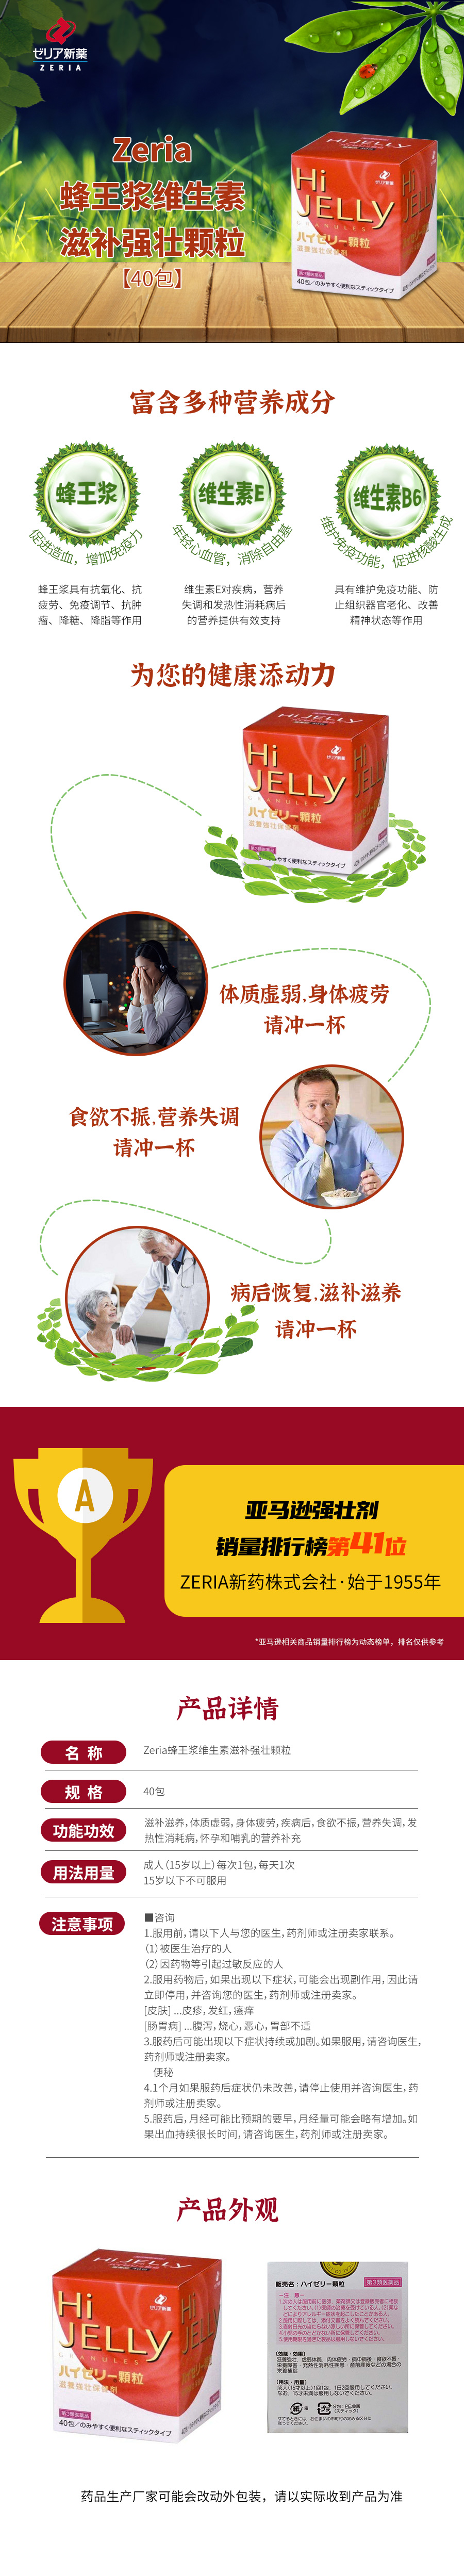 ゼリア新薬
ZERIA
Zeria
蜂王浆维生素
滋补强壮颗粒
【40包】
Hi
JELLY
GRANULES
ハイゼリー顆粒
滋養強壮保健剤
第3類医薬品
40包/のみやすく便利なスティックタイプ
富含多种营养成分
蜂王浆
促进造血，增加免疫力
蜂王浆具有抗氧化、抗
疲劳、免疫调节、抗肿
瘤、降糖、降脂等作用
维生素E
年轻心血管，消除自由基
维生素E对疾病，营养
失调和发热性消耗病后
的营养提供有效支持
维生素B6
维护免疫功能，促进核酸生成
具有维护免疫功能、防
止组织器官老化、改善
精神状态等作用
为您的健康添动力
Hi
JELLY
GRANULES
ハイゼリー顆粒
滋養強壮保健剤
体质虚弱,身体疲劳
请冲一杯
食欲不振,营养失调
请冲一杯
病后恢复,滋补滋养
请冲一杯
A
亚马逊强壮剂
销量排行榜第41位
ZERIA新药株式会社·始于1955年
*亚马逊相关商品销量排行榜为动态榜单，排名仅供参考
产品详情
名 称
Zeria蜂王浆维生素滋补强壮颗粒
规 格
40包
功能功效
滋补滋养,体质虚弱,身体疲劳,疾病后,食欲不振,营养失调,发
热性消耗病,怀孕和哺乳的营养补充
用法用量
成人（15岁以上）每次1包,每天1次
15岁以下不可服用
注意事项
■咨询
1.服用前,请以下人与您的医生,药剂师或注册卖家联系。
（1）被医生治疗的人
（2）因药物等引起过敏反应的人
2.服用药物后,如果出现以下症状,可能会出现副作用,因此请
立即停用,并咨询您的医生,药剂师或注册卖家。
[皮肤] ...皮疹,发红,瘙痒
[肠胃病] ...腹泻,烧心,恶心,胃部不适
3.服药后可能出现以下症状持续或加剧。如果服用,请咨询医生,
药剂师或注册卖家。
便秘
4.1个月如果服药后症状仍未改善,请停止使用并咨询医生,药
剂师或注册卖家。
5.服药后,月经可能比预期的要早,月经量可能会略有增加。如
果出血持续很长时间,请咨询医生,药剂师或注册卖家。
产品外观
Hi
JELLY
GRANULES
ハイゼリー顆粒
滋養強壮保健剤
第3類医薬品
40包/のみやすく便利なスティックタイプ
販売名：ハイゼリー顆粒
第3類医薬品
药品生产厂家可能会改动外包装，请以实际收到产品为准